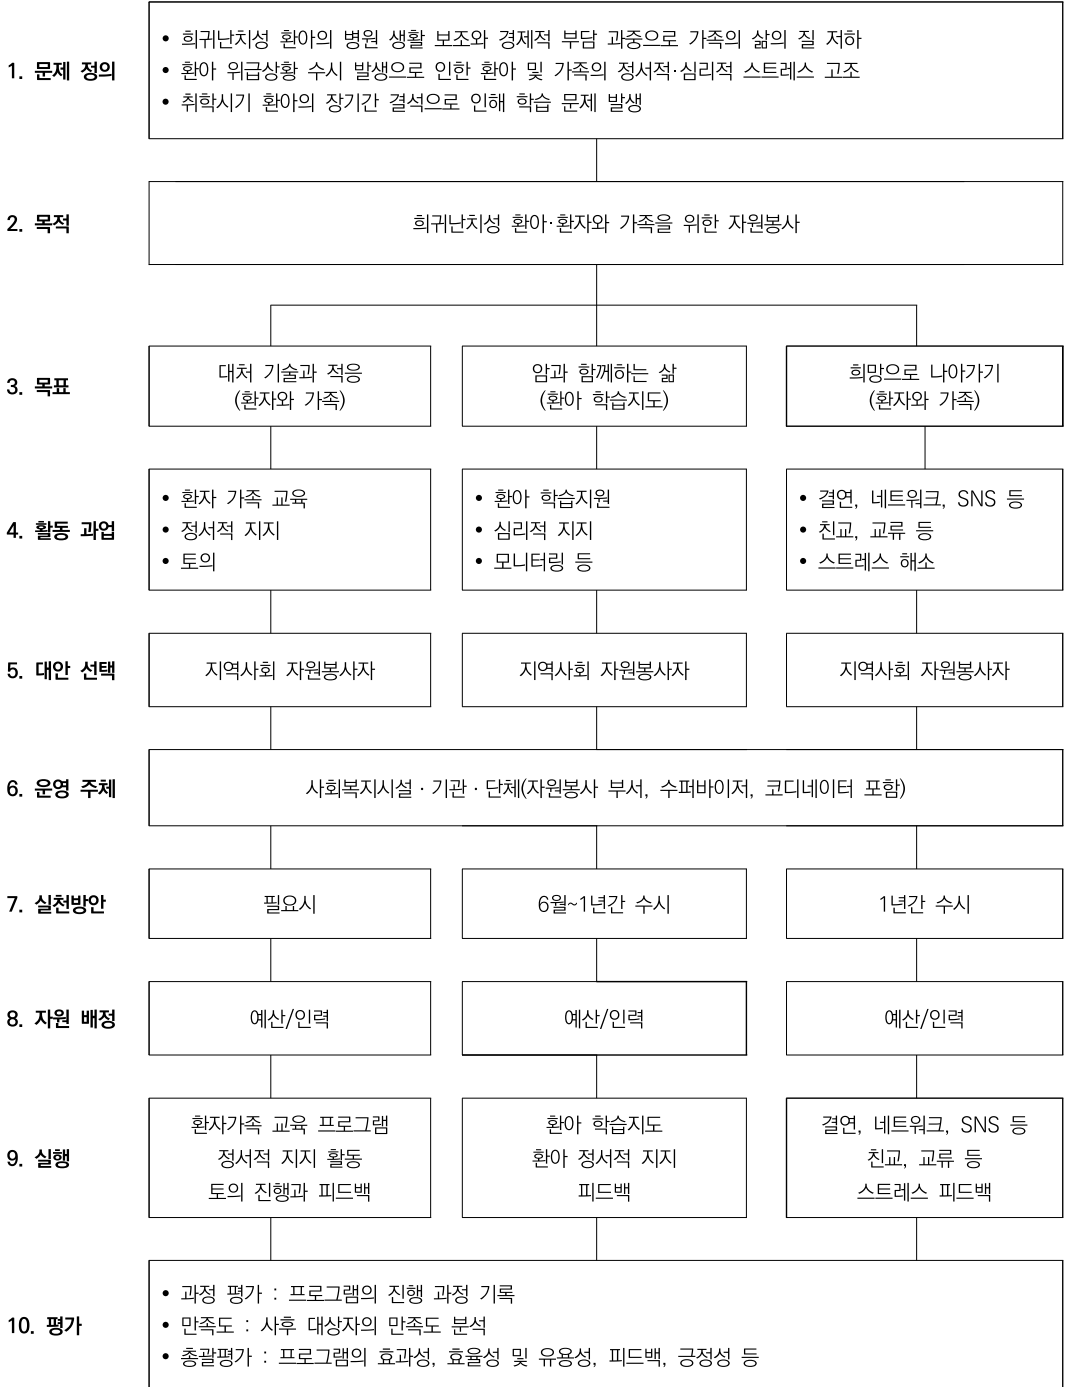 • 희귀난치성 환아의 병원 생활 보조와 경제적 부담 과중으로 가족의 삶의 질 저하
1. 문제 정의
• 환아 위급상황 수시 발생으로 인한 환아 및 가족의 정서적·심리적 스트레스 고조
• 취학시기 환아의 장기간 결석으로 인해 학습 문제 발생
2. 목적
희귀난치성 환아·환자와 가족을 위한 자원봉사
3. 목표
대처 기술과 적응
(환자와 가족)
암과 함께하는 삶
(환아 학습지도)
희망으로 나아가기
(환자와 가족)
4. 활동 과업
• 환자 가족 교육
• 정서적 지지
• 토의
• 환아 학습지원
• 심리적 지지
• 모니터링 등
• 결연, 네트워크, SNS 등
• 친교, 교류 등
• 스트레스 해소
5. 대안 선택
지역사회 자원봉사자
지역사회 자원봉사자
지역사회 자원봉사자
6. 운영 주체
사회복지시설 · 기관 · 단체(자원봉사 부서, 수퍼바이저, 코디네이터 포함)
7. 실천방안
필요시
6월~1년간 수시
1년간 수시
8. 자원 배정
예산/인력
예산/인력
예산/인력
9. 실행
환자가족 교육 프로그램
정서적 지지 활동
토의 진행과 피드백
환아 학습지도
환아 정서적 지지
피드백
결연, 네트워크, SNS 등
친교, 교류 등
스트레스 피드백
10. 평가
• 과정 평가 : 프로그램의 진행 과정 기록
• 만족도 : 사후 대상자의 만족도 분석
• 총괄평가 : 프로그램의 효과성, 효율성 및 유용성, 피드백, 긍정성 등